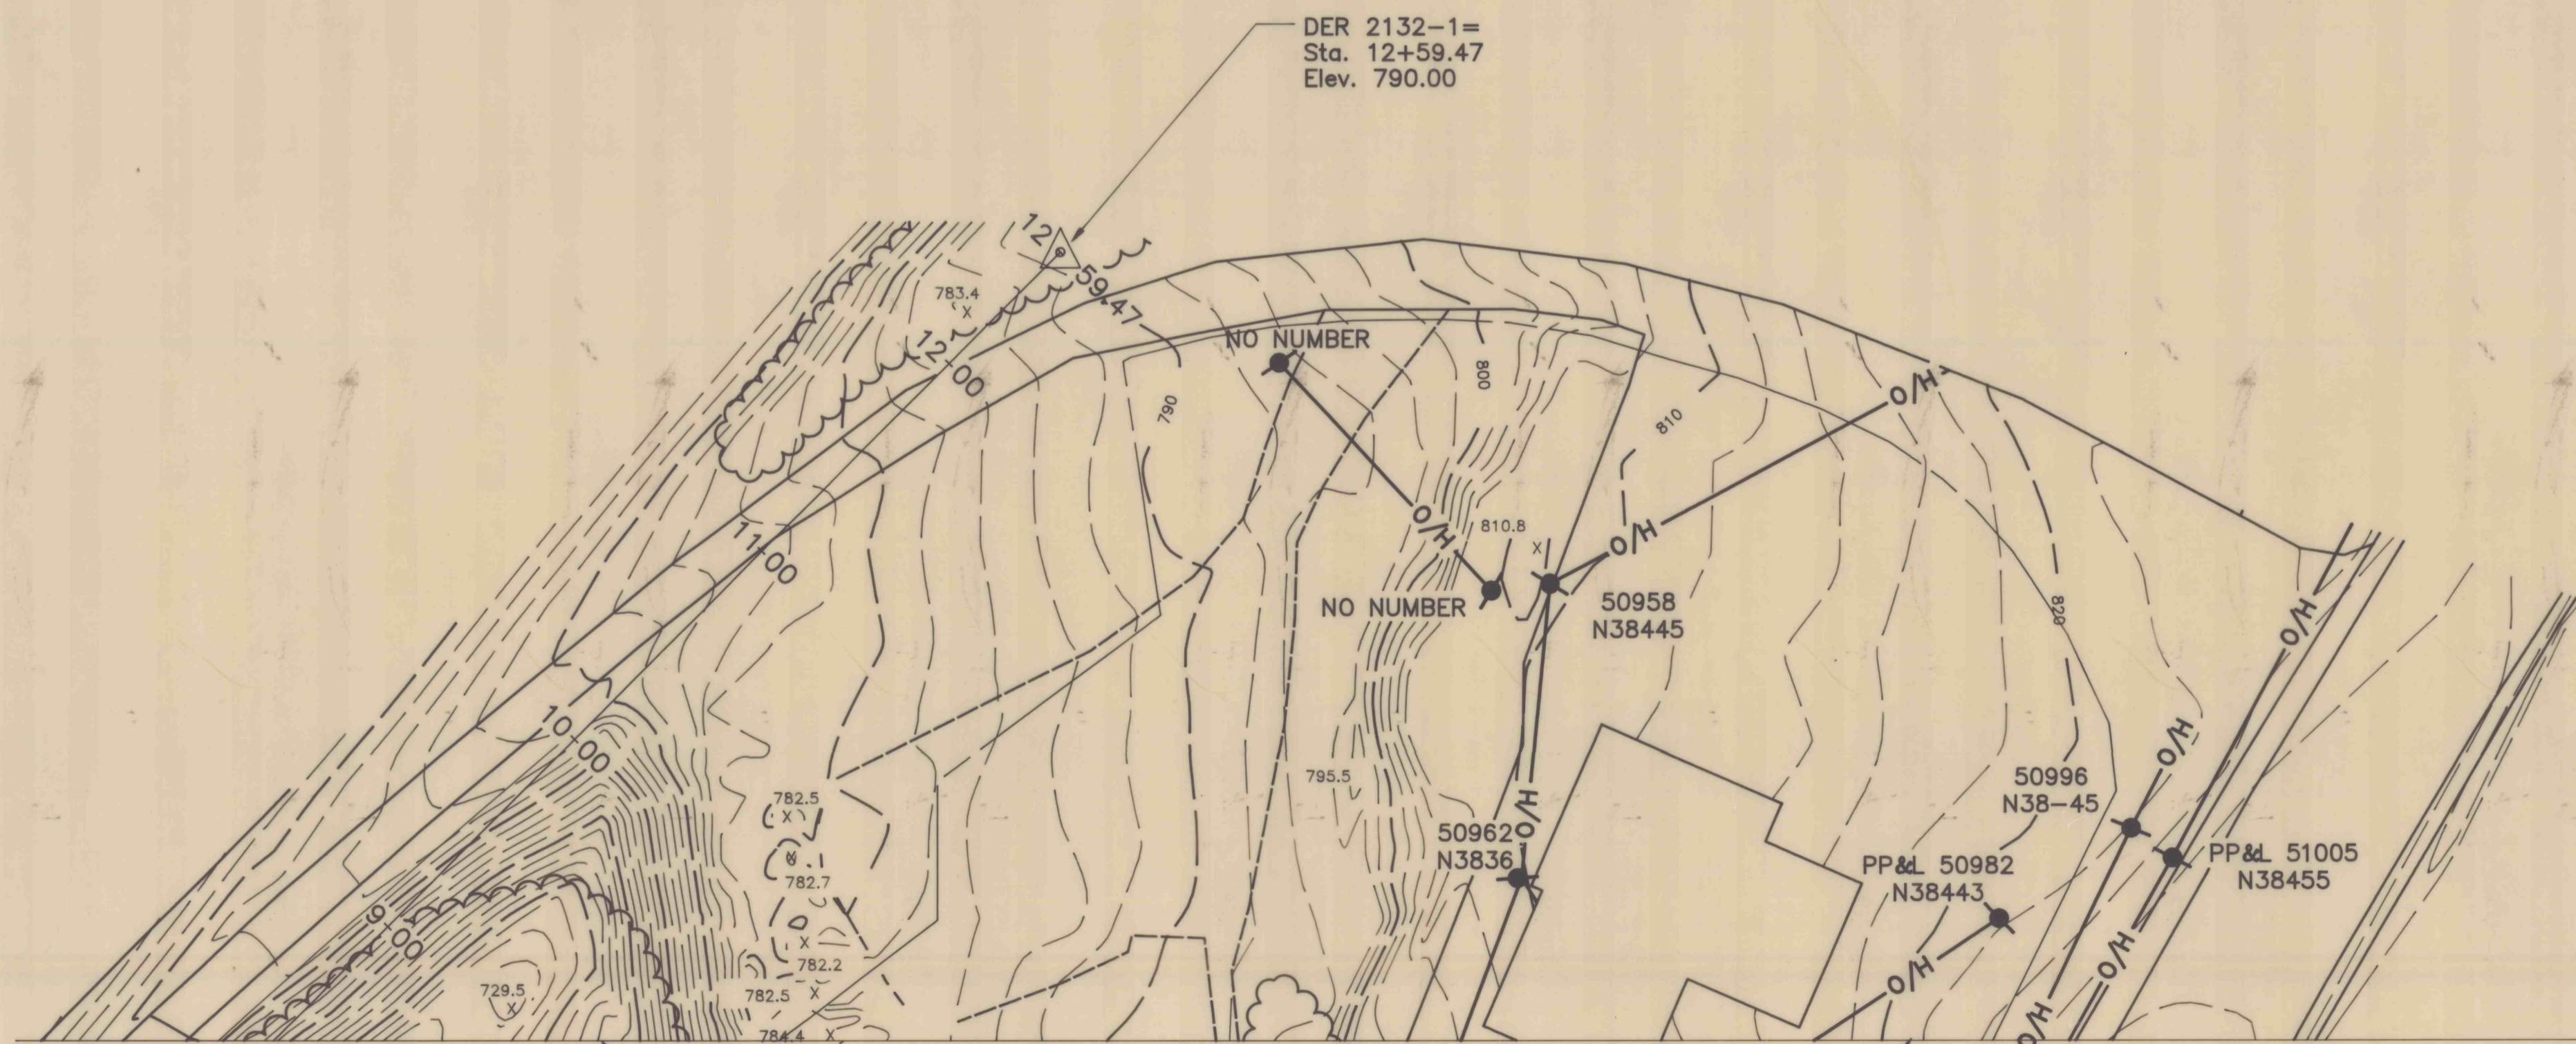 DER 2132-1=
Sta. 12+59.47
Elev. 790.00
12
59.47
783.4
X
NO NUMBER
12 00
800
790
O/H
810
O/H
810.8
X
11 00
O/H
NO NUMBER
50958
N38445
820
O/H
10 00
O/H
782.5
X
795.5
50996
N38-45
O/H
50962
N3836
PP&L 50982
N38443
PP&L 51005
N38455
782.7
9 00
X
782.2
O/H
O/H
729.5
X
782.5
X
784.4
X
O/H